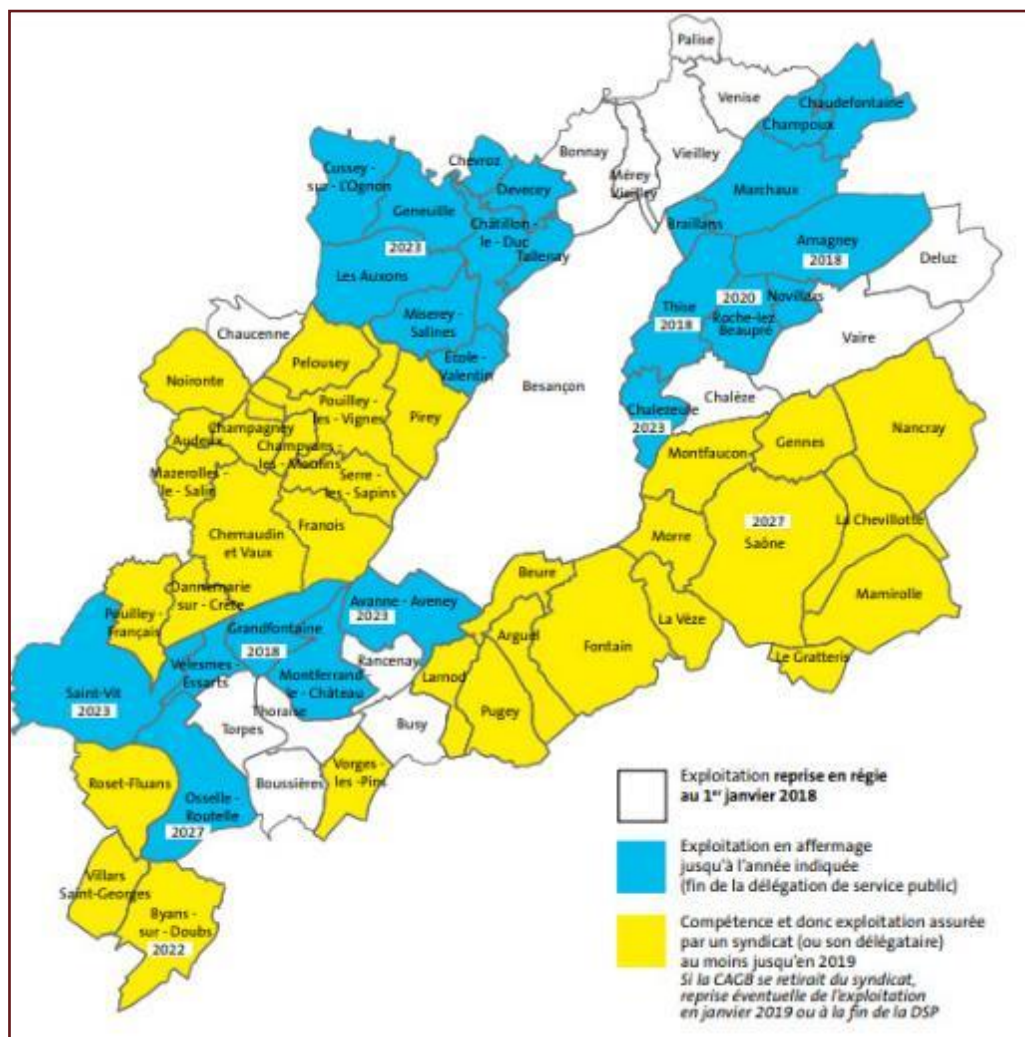 Palise
Venise
Chaudefontaine
Champoux
Bonnay
Vieilley
Mérey
Vieilley
Chevroz
Cussey -
sur - L'Ognon
Devecey
Geneuille
Marchaux
Châtillon -
le - Duc
2023
Braillans
Amagney
2018
Tallenay
Deluz
Les Auxons
2020
Novillars
Thise
2018
Roche-lez
Beaupré
Miserey -
Salines
Chaucenne
Vaire
École -
Valentin
Pelousey
Noironte
Besançon
Chalèze
Pouilley -
les - Vignes
Pirey
Chalezeule
2023
Nancray
Champagney
Audeux
Champvans -
les - Moulins
Gennes
Montfaucon
Mazerolles -
le - Salin
Serre -
les - Sapins
2027
Saône
La Chevillotte
Franois
Chemaudin
et Vaux
Morre
Beure
Dannemarie
sur - Crète
Mamirolle
Avanne - Aveney
2023
Pouilley -
Français
La Vèze
Grandfontaine
2018
Arguel
Fontain
Rancenay
Le Gratteris
Velesmes -
Essarts
Montferrand
le - Château
Larnod
Saint-Vit
2023
Thoraise
Pugey
Torpes
Busy
Vorges -
les - Pins
Roset-Fluans
Boussières
Osselle -
Routelle
2027
Villars
Saint-Georges
Byans -
sur - Doubs
2022
Exploitation reprise en régie
au 1er janvier 2018
Exploitation en affermage
jusqu'à l'année indiquée
(fin de la délégation de service public)
Compétence et donc exploitation assurée
par un syndicat (ou son délégataire)
au moins jusqu'en 2019
Si la CAGB se retirait du syndicat,
reprise éventuelle de l'exploitation
en janvier 2019 ou à la fin de la DSP